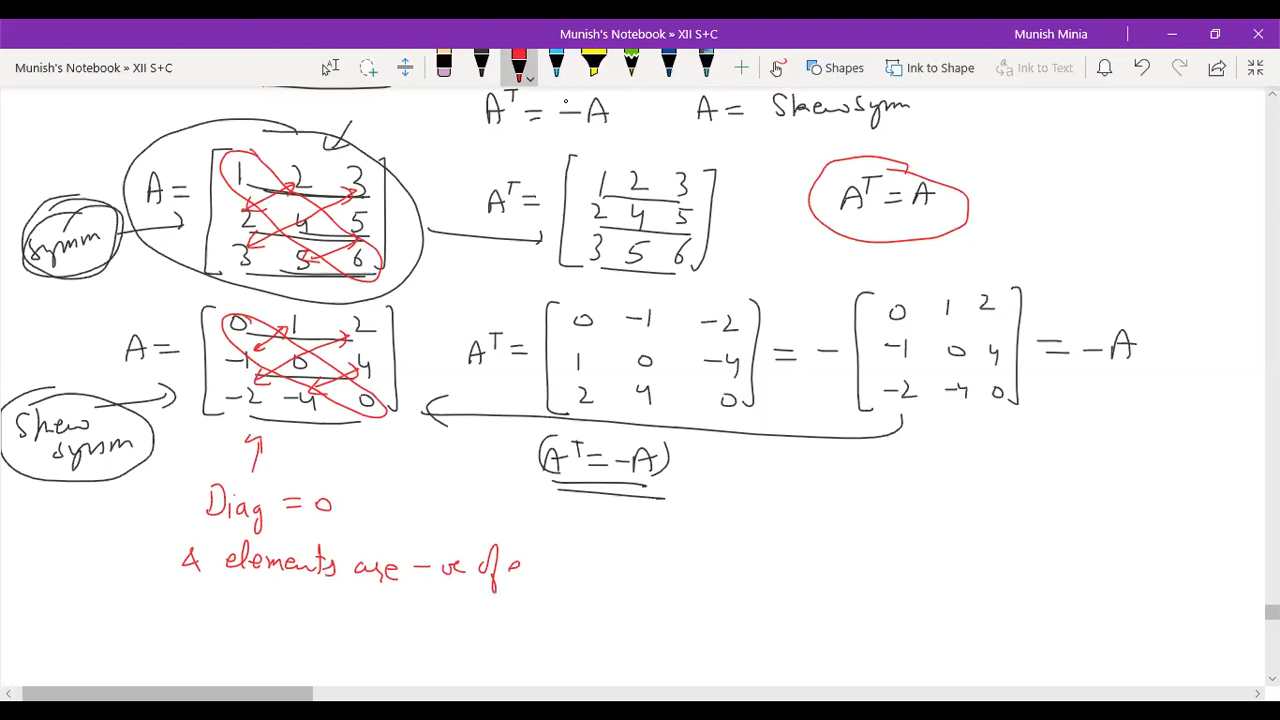 Munish's Notebook » XII S+C
Munish Minia
Munish's Notebook » XII S+C
Shapes
Ink to Shape
Ink to Text
A^T = -A    A = Skew Symm
symm
A = [1 2 3
2 4 5
3 5 6]
A^T = [1 2 3
2 4 5
3 5 6]
A^T = A
Skew symm
A = [0 1 2
-1 0 4
-2 -4 0]
A^T = [0 -1 -2
1 0 -4
2 4 0]
= - [0 1 2
-1 0 4
-2 -4 0] = -A
(A^T = -A)
Diag = 0
& elements are -ve of